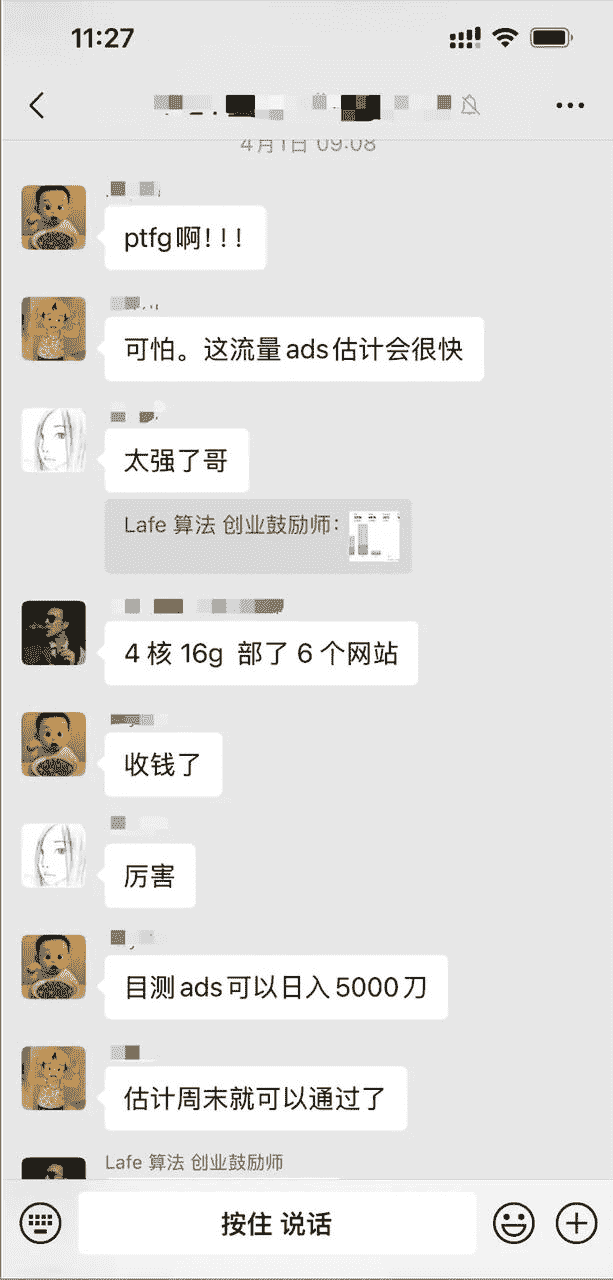 11:27
4月1日 09:08
ptfg啊！！！
可怕。这流量ads估计会很快
太强了哥
Lafe 算法 创业鼓励师：
4 核 16g 部了 6 个网站
收钱了
厉害
目测ads可以日入5000刀
估计周末就可以通过了
Lafe 算法 创业鼓励师
按住 说话